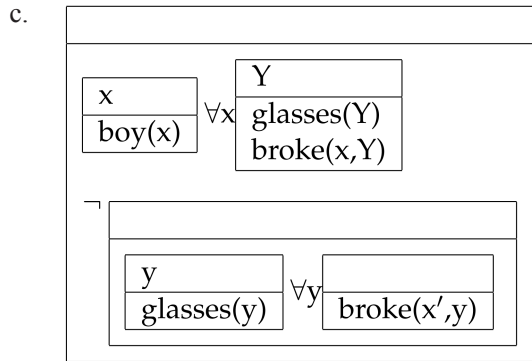 c.
x
boy(x)
∀x
Y
glasses(Y)
broke(x,Y)
¬
y
glasses(y)
∀y
broke(x′,y)